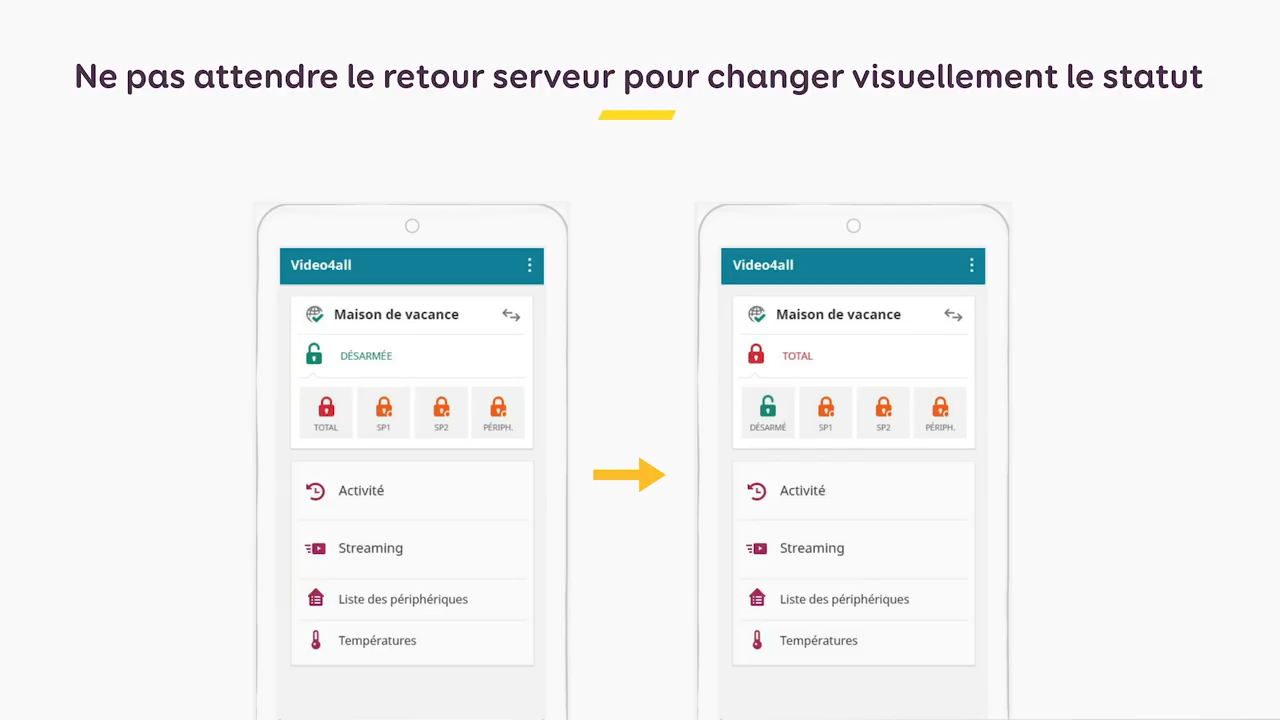 Ne pas attendre le retour serveur pour changer visuellement le statut
Video4all
Maison de vacance
DÉSARMÉE
TOTAL
SP1
SP2
PÉRIPH.
Activité
Streaming
Liste des périphériques
Températures
Video4all
Maison de vacance
TOTAL
DÉSARMÉ
SP1
SP2
PÉRIPH.
Activité
Streaming
Liste des périphériques
Températures